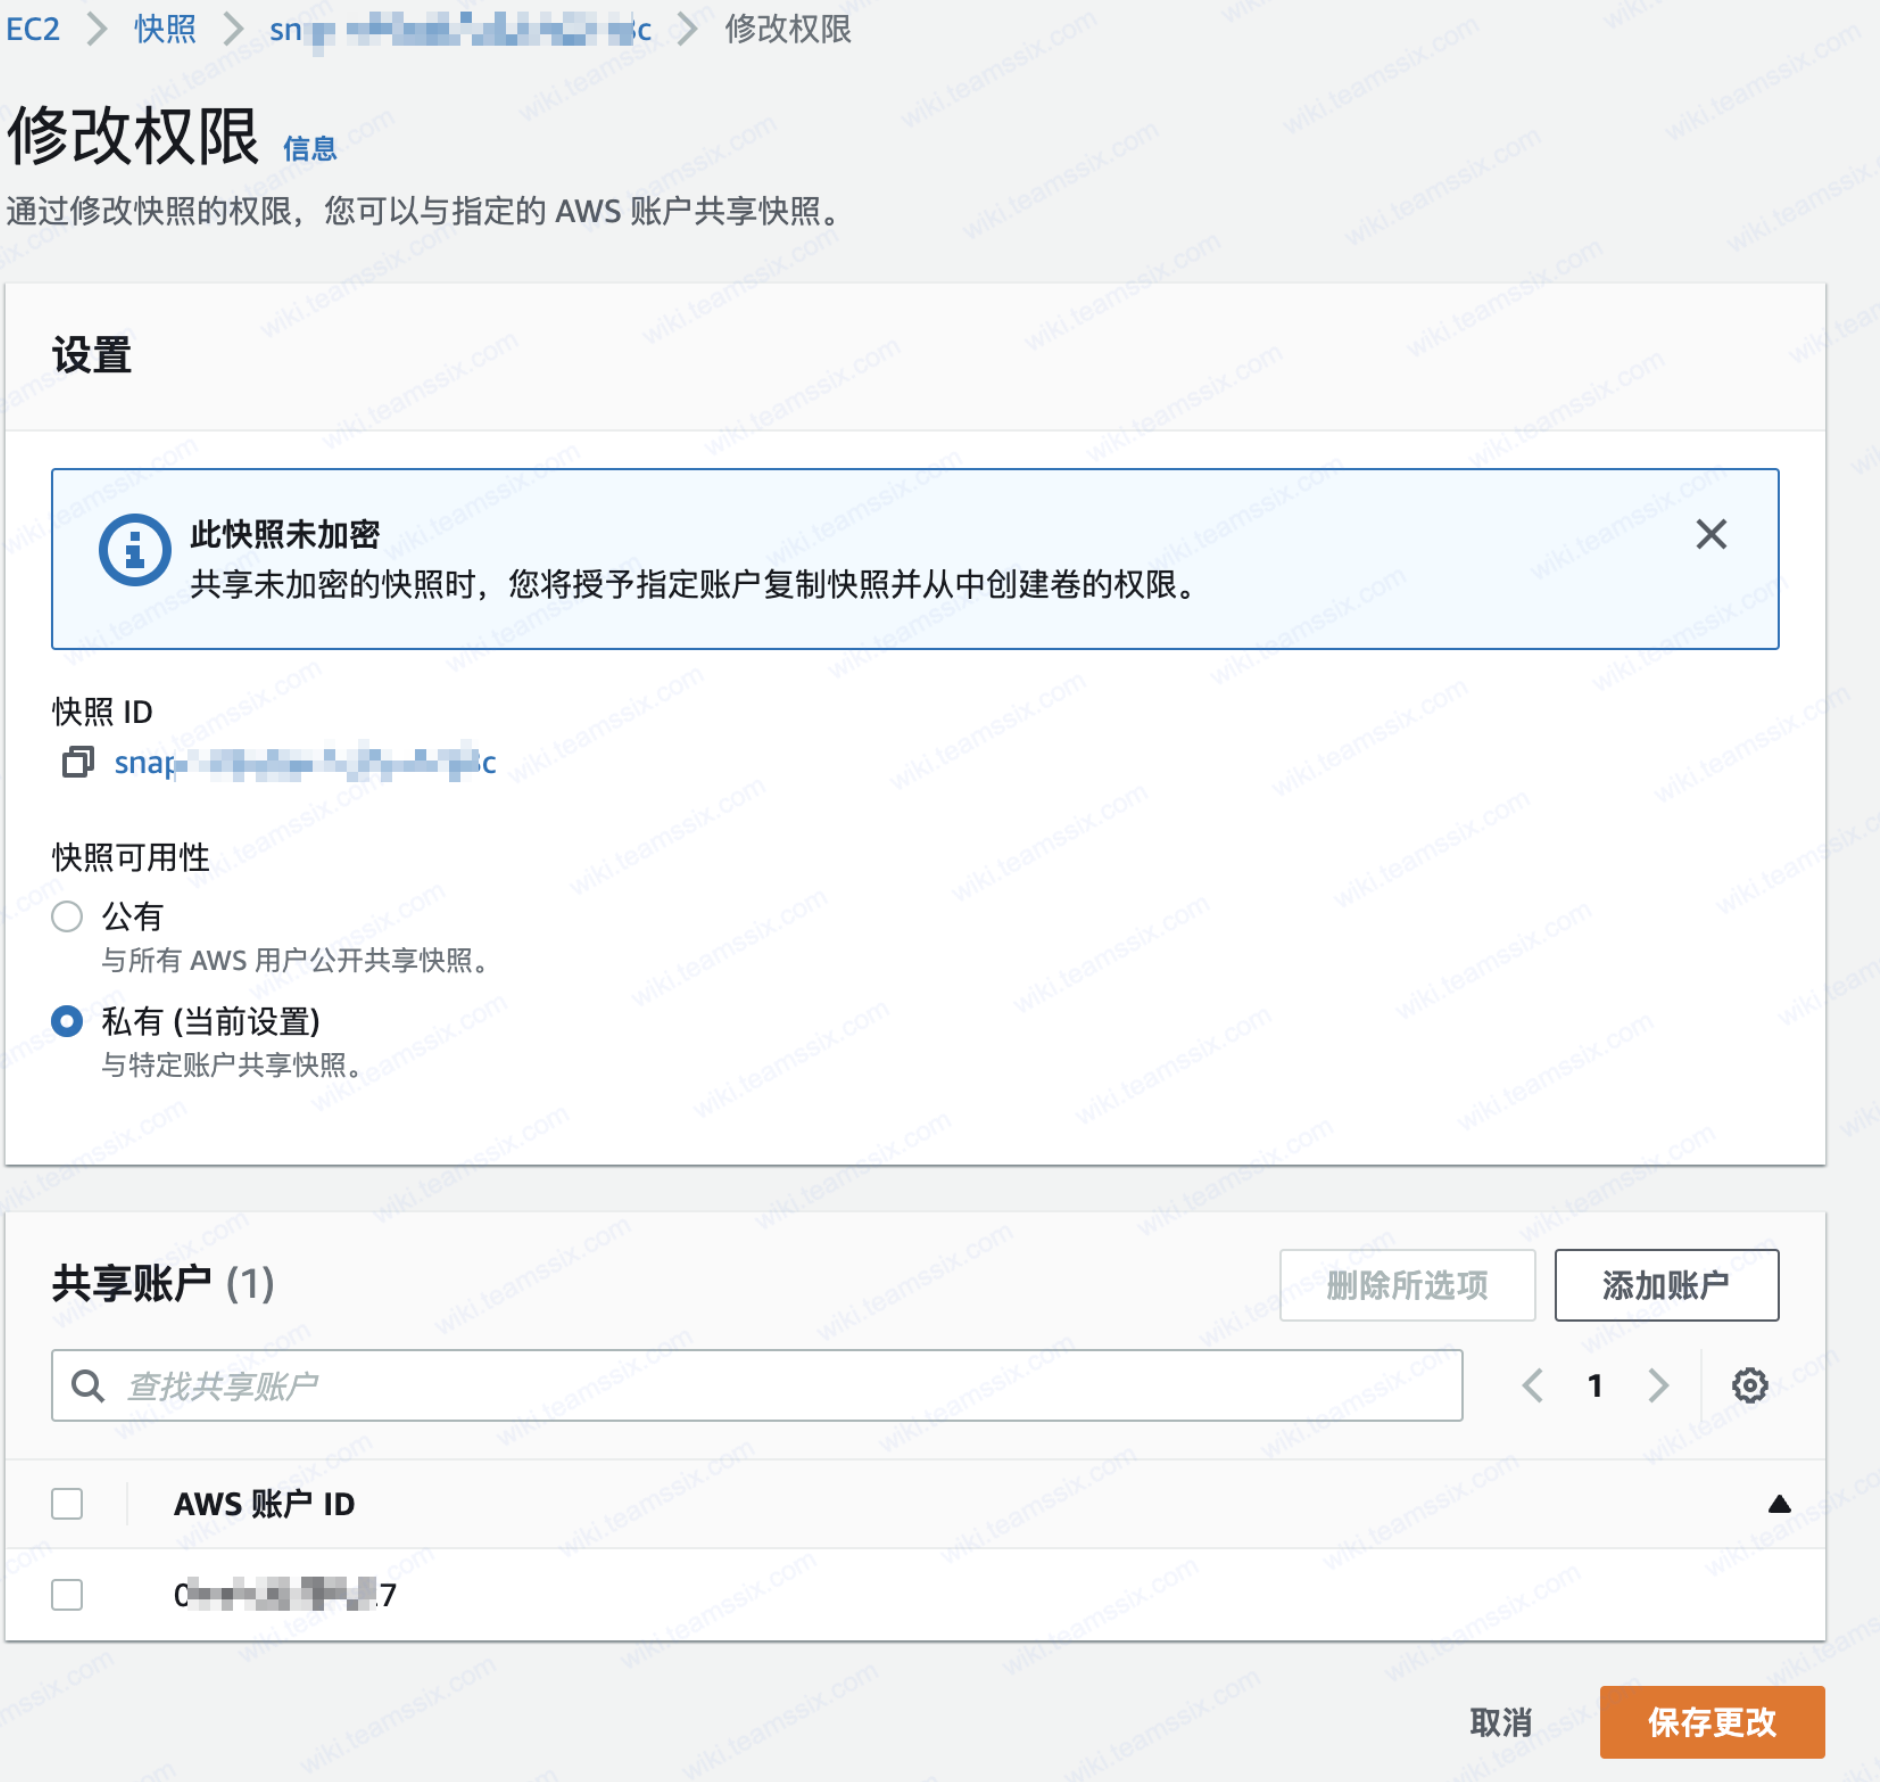 EC2 快照 修改权限
修改权限 信息
通过修改快照的权限，您可以与指定的 AWS 账户共享快照。
设置
此快照未加密
共享未加密的快照时，您将授予指定账户复制快照并从中创建卷的权限。
快照 ID
快照可用性
公有
与所有 AWS 用户公开共享快照。
私有 (当前设置)
与特定账户共享快照。
共享账户 (1)
删除所选项 添加账户
查找共享账户
1
AWS 账户 ID
取消 保存更改
wiki.teamssix.com